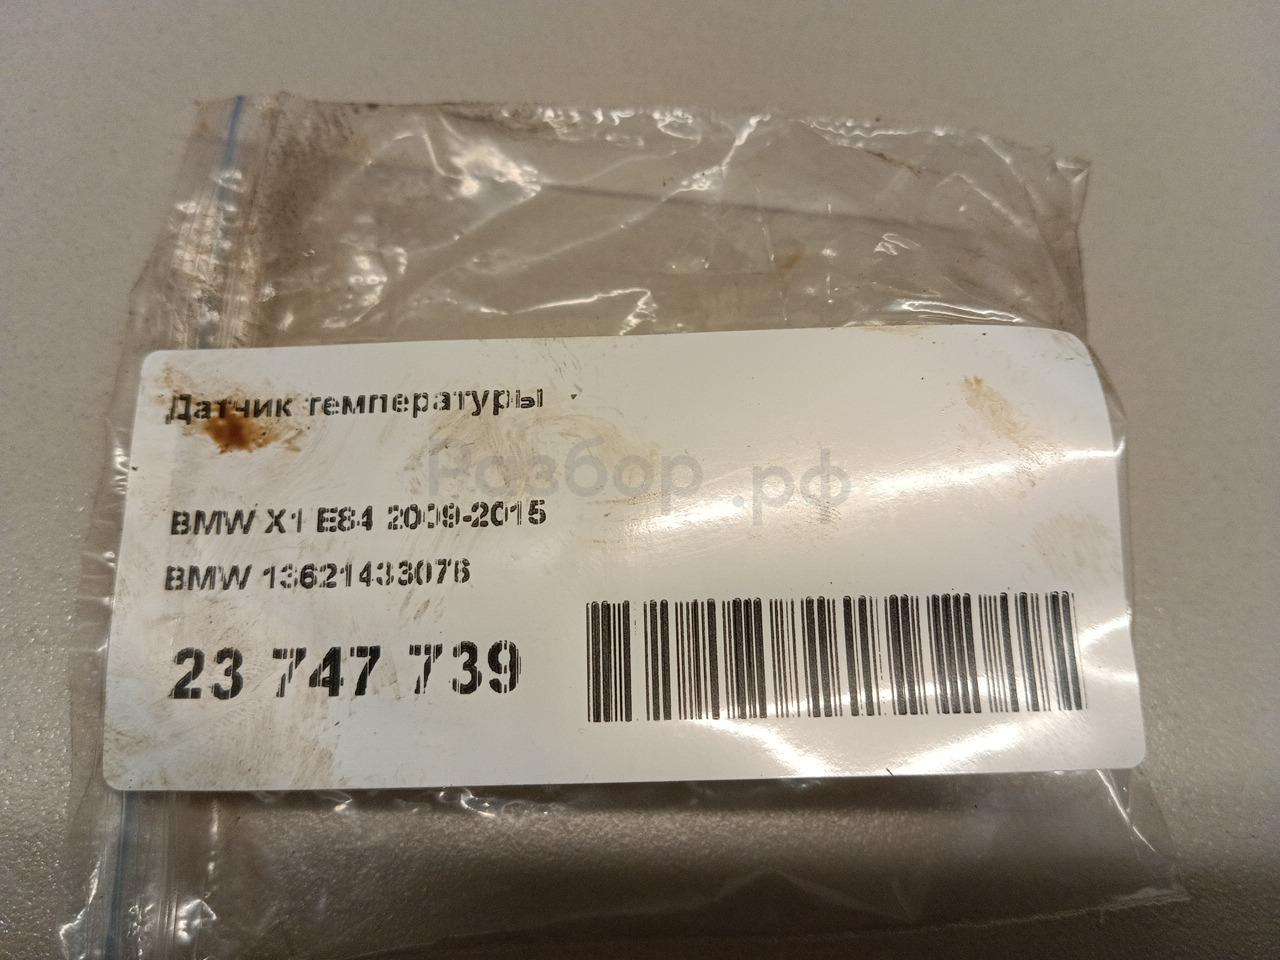 Датчик температуры
Разбор.рф
BMW X1 E84 2009-2015
BMW 13621433076
23 747 739